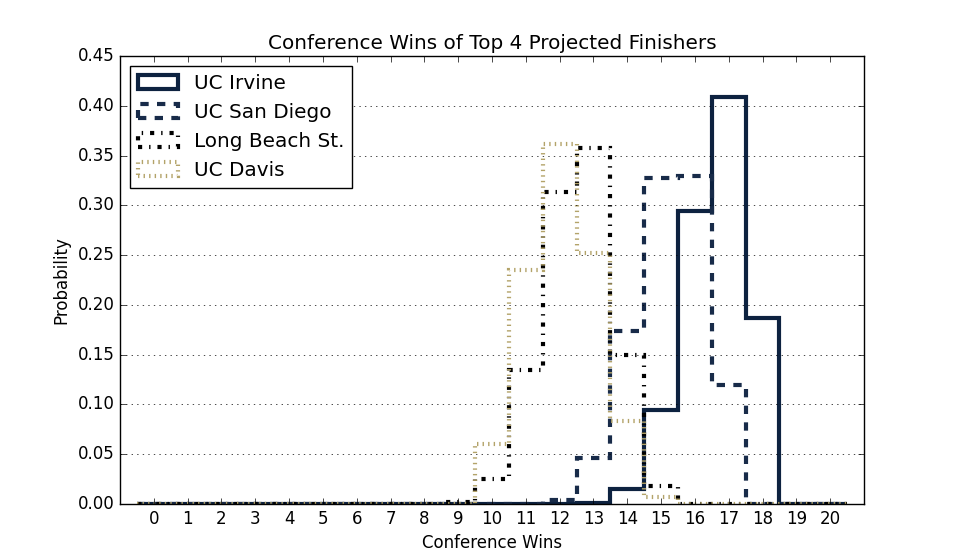 Conference Wins of Top 4 Projected Finishers
0.45
0.40
0.35
0.30
0.25
0.20
0.15
0.10
0.05
0.00
Probability
UC Irvine
UC San Diego
Long Beach St.
UC Davis
0 1 2 3 4 5 6 7 8 9 10 11 12 13 14 15 16 17 18 19 20
Conference Wins